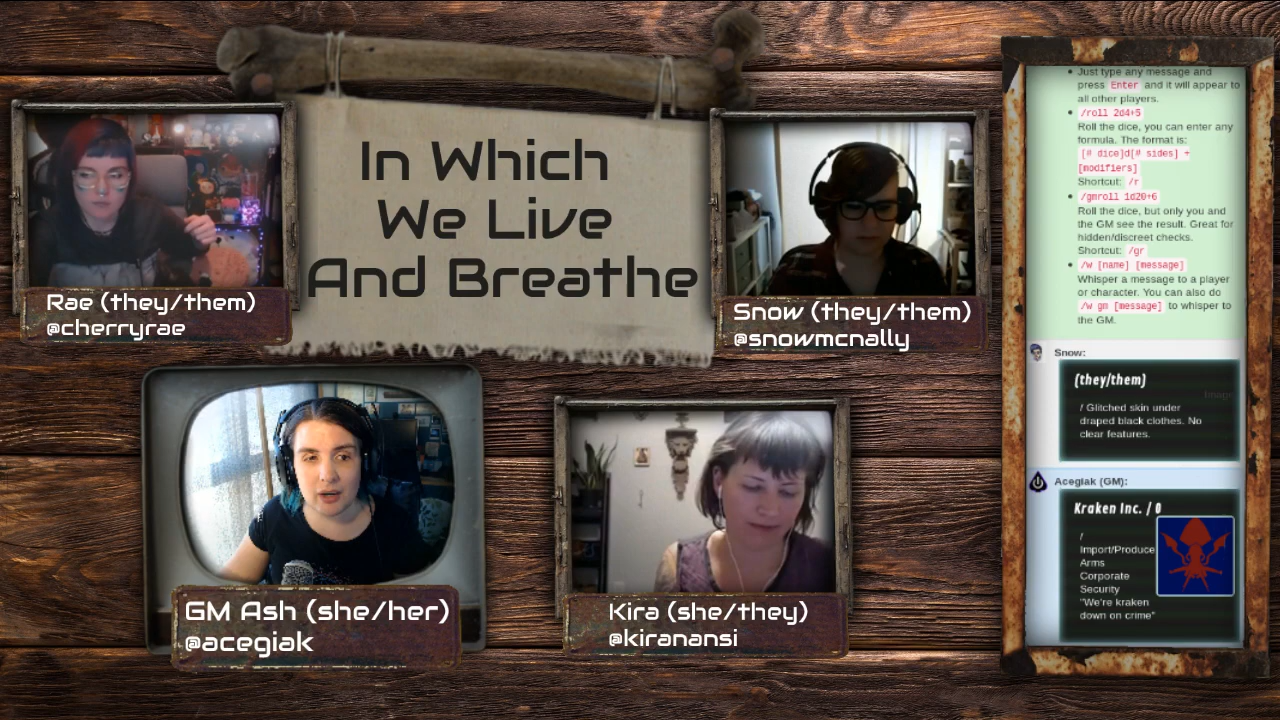 In Which
We Live
And Breathe
Rae (they/them)
@cherryrae
Snow (they/them)
@snowmcnally
GM Ash (she/her)
@acegiak
Kira (she/they)
@kiranansi
Just type any message and
press Enter and it will appear to
all other players.
/roll 2d4+5
Roll the dice, you can enter any
formula. The format is:
[# dice]d[# sides] +
[modifiers]
Shortcut: /r
/gmroll 1d20+6
Roll the dice, but only you and
the GM see the result. Great for
hidden/discreet checks.
Shortcut: /gr
/w [name] [message]
Whisper a message to a player
or character. You can also do
/w gm [message] to whisper to
the GM.
Snow:
(they/them)
Image
/ Glitched skin under
draped black clothes. No
clear features.
Acegiak (GM):
Kraken Inc. / 0
/
Import/Produce
Arms
Corporate
Security
"We're kraken
down on crime"